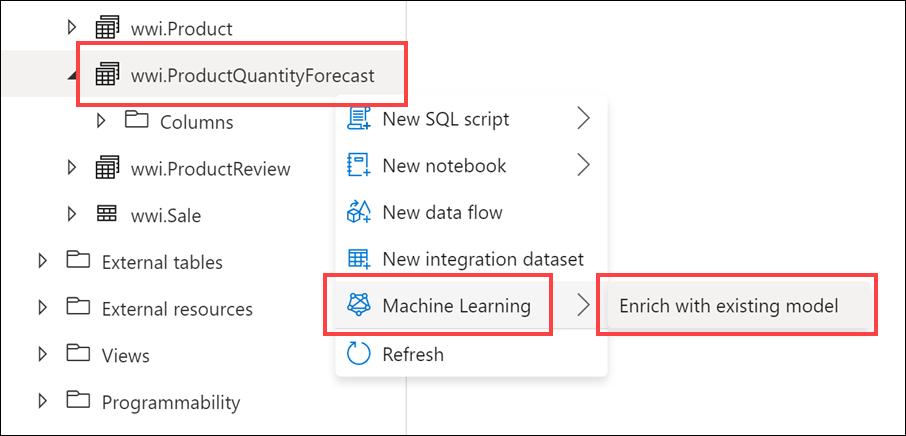 wwi.Product
wwi.ProductQuantityForecast
Columns
New SQL script
New notebook
wwi.ProductReview
New data flow
wwi.Sale
New integration dataset
External tables
Machine Learning
Enrich with existing model
External resources
Refresh
Views
Programmability